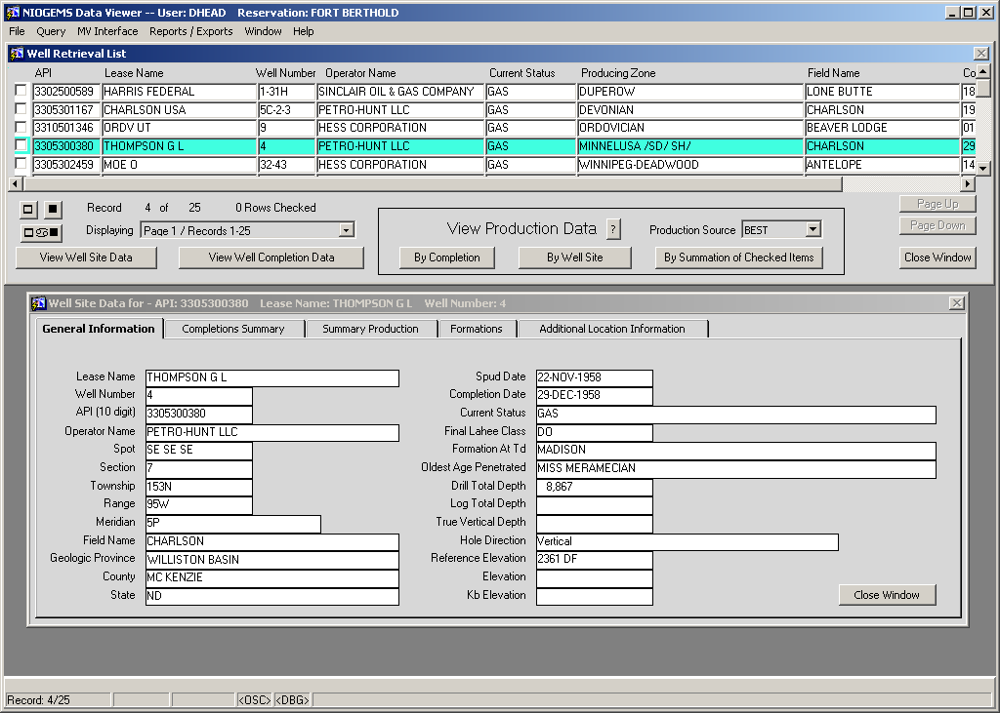 NIOGEMS Data Viewer -- User: DHEAD Reservation: FORT BERTHOLD
File Query MV Interface Reports / Exports Window Help
Well Retrieval List
API Lease Name Well Number Operator Name Current Status Producing Zone Field Name Co
3302500589 HARRIS FEDERAL 1-31H SINCLAIR OIL & GAS COMPANY GAS DUPEROW LONE BUTTE 18
3305301167 CHARLSON USA 5C-2-3 PETRO-HUNT LLC GAS DEVONIAN CHARLSON 19
3310501346 ORDV UT 9 HESS CORPORATION GAS ORDOVICIAN BEAVER LODGE 01
3305300380 THOMPSON G L 4 PETRO-HUNT LLC GAS MINNELUSA /SD/ SH/ CHARLSON 29
3305302459 MOE O 32-43 HESS CORPORATION GAS WINNIPEG-DEADWOOD ANTELOPE 14
Record 4 of 25 0 Rows Checked
Displaying Page 1 / Records 1-25
View Production Data ? Production Source BEST
Page Up
Page Down
View Well Site Data View Well Completion Data By Completion By Well Site By Summation of Checked Items Close Window
Well Site Data for - API: 3305300380 Lease Name: THOMPSON G L Well Number: 4
General Information Completions Summary Summary Production Formations Additional Location Information
Lease Name THOMPSON G L Spud Date 22-NOV-1958
Well Number 4 Completion Date 29-DEC-1958
API (10 digit) 3305300380 Current Status GAS
Operator Name PETRO-HUNT LLC Final Lahee Class DO
Spot SE SE SE Formation At Td MADISON
Section 7 Oldest Age Penetrated MISS MERAMECIAN
Township 153N Drill Total Depth 8,867
Range 95W Log Total Depth
Meridian 5P True Vertical Depth
Field Name CHARLSON Hole Direction Vertical
Geologic Province WILLISTON BASIN Reference Elevation 2361 DF
County MC KENZIE Elevation
State ND Kb Elevation
Close Window
Record: 4/25 <OSC> <DBG>